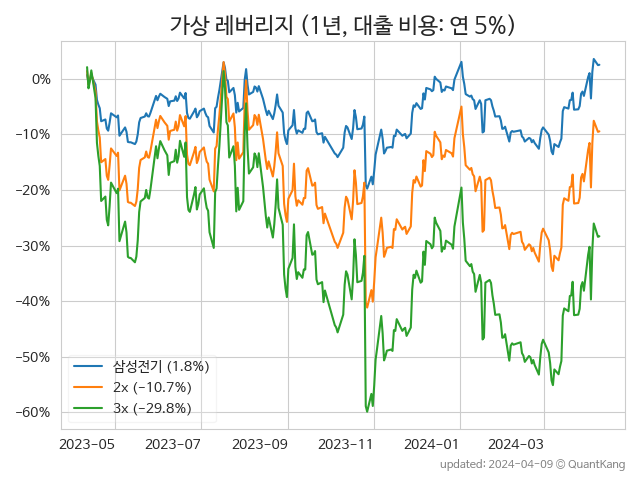 가상 레버리지 (1년, 대출 비용: 연 5%)
0%
−10%
−20%
−30%
−40%
−50%
−60%
삼성전기 (1.8%)
2x (−10.7%)
3x (−29.8%)
2023-05 2023-07 2023-09 2023-11 2024-01 2024-03
updated: 2024-04-09 © QuantKang